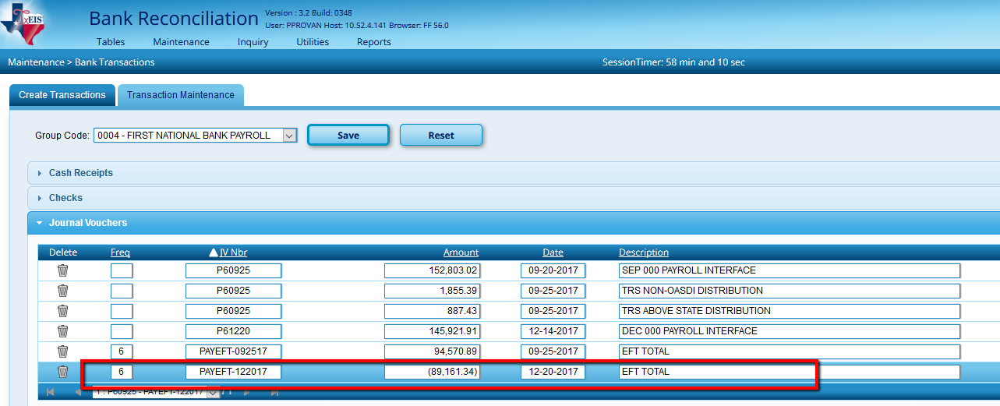 TxEIS
Bank Reconciliation Version : 3.2 Build: 0348
User: PPROVAN Host: 10.52.4.141 Browser: FF 56.0
Tables Maintenance Inquiry Utilities Reports
Maintenance > Bank Transactions SessionTimer: 58 min and 10 sec
Create Transactions Transaction Maintenance
Group Code: 0004 - FIRST NATIONAL BANK PAYROLL Save Reset
Cash Receipts
Checks
Journal Vouchers
Delete Freq JV Nbr Amount Date Description
P60925 152,803.02 09-20-2017 SEP 000 PAYROLL INTERFACE
P60925 1,855.39 09-25-2017 TRS NON-OASDI DISTRIBUTION
P60925 887.43 09-25-2017 TRS ABOVE STATE DISTRIBUTION
P61220 145,921.91 12-14-2017 DEC 000 PAYROLL INTERFACE
6 PAYEFT-092517 94,570.89 09-25-2017 EFT TOTAL
6 PAYEFT-122017 (89,161.34) 12-20-2017 EFT TOTAL
1 : P60925 - PAYEFT-122017 / 1